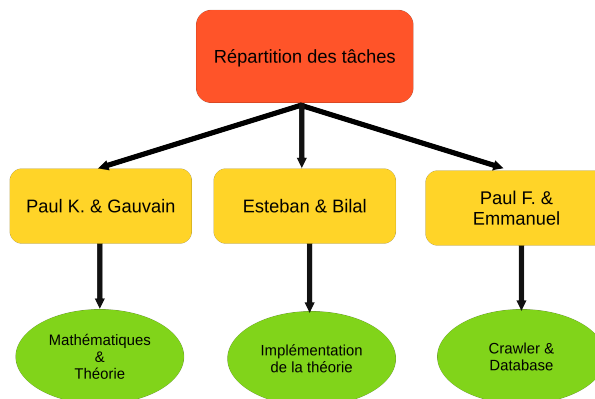 Répartition des tâches
Paul K. & Gauvain
Esteban & Bilal
Paul F. &
Emmanuel
Mathématiques
&
Théorie
Implémentation
de la théorie
Crawler &
Database